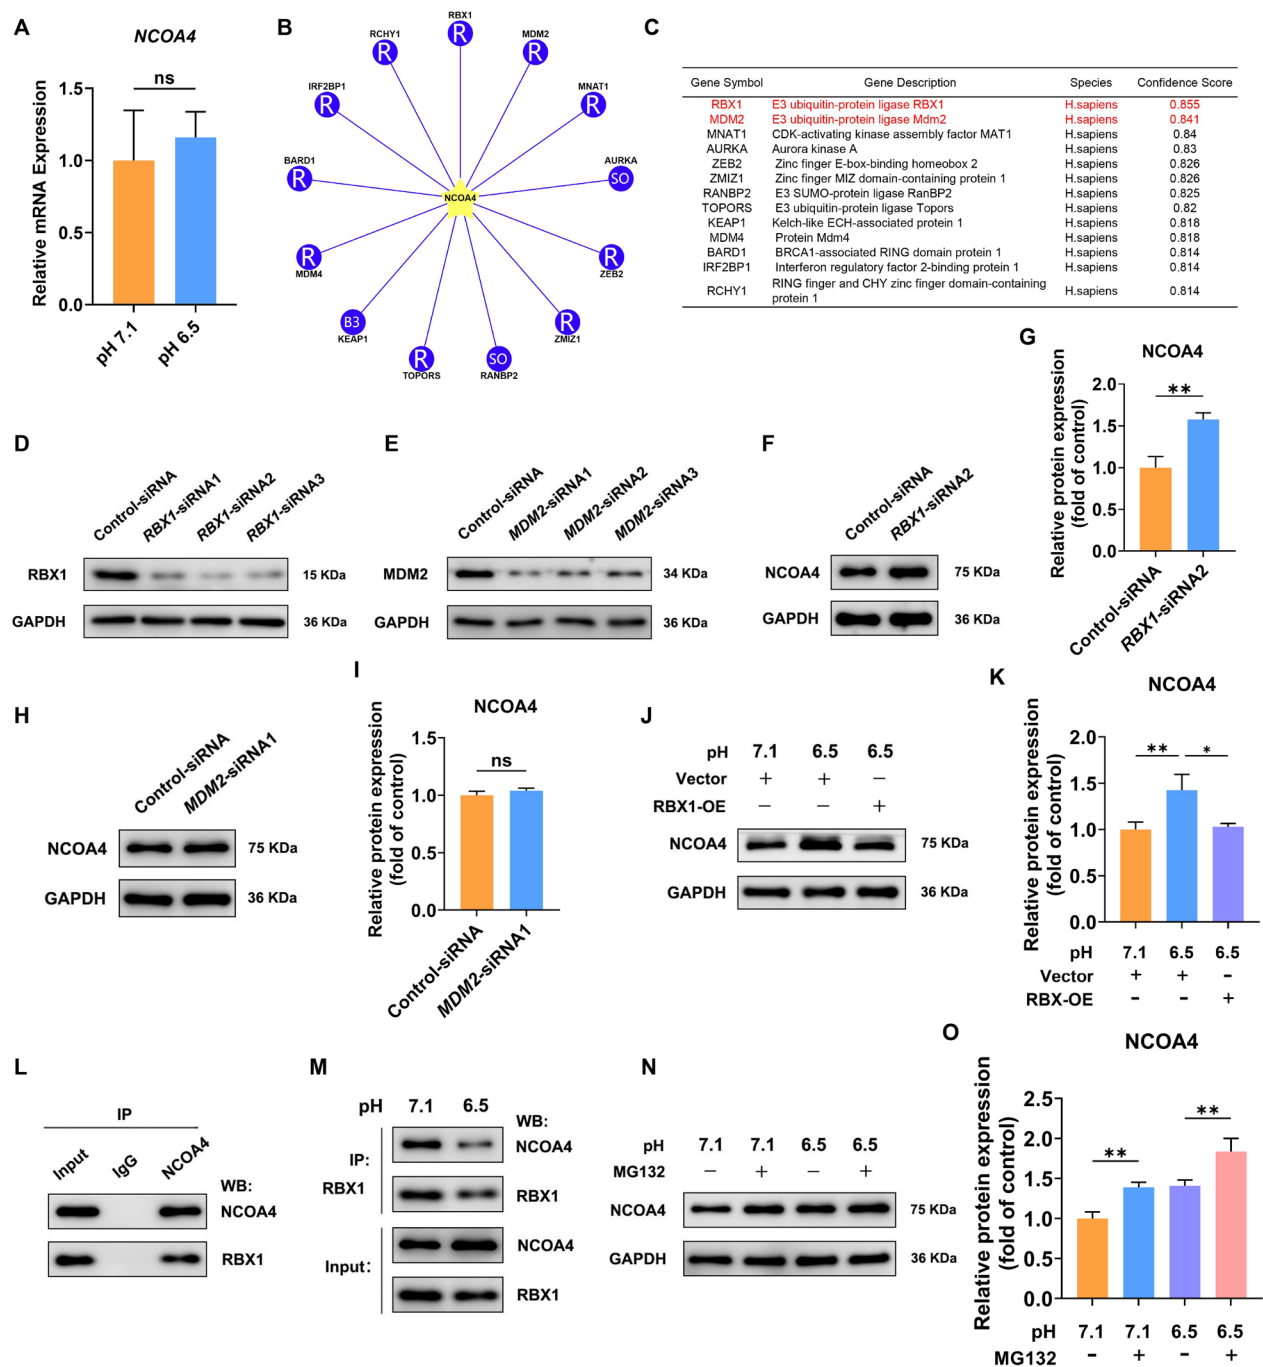 A
NCOA4
Relative mRNA Expression
1.5
1.0
0.5
0.0
ns
pH 7.1
pH 6.5
B
RBX1
R
MDM2
R
MNAT1
R
AURKA
SO
ZEB2
R
ZMIZ1
R
RANBP2
SO
TOPORS
R
KEAP1
B3
MDM4
R
BARD1
R
IRF2BP1
R
RCHY1
R
NCOA4
C
Gene Symbol Gene Description Species Confidence Score
RBX1 E3 ubiquitin-protein ligase RBX1 H.sapiens 0.855
MDM2 E3 ubiquitin-protein ligase Mdm2 H.sapiens 0.841
MNAT1 CDK-activating kinase assembly factor MAT1 H.sapiens 0.84
AURKA Aurora kinase A H.sapiens 0.83
ZEB2 Zinc finger E-box-binding homeobox 2 H.sapiens 0.826
ZMIZ1 Zinc finger MIZ domain-containing protein 1 H.sapiens 0.826
RANBP2 E3 SUMO-protein ligase RanBP2 H.sapiens 0.825
TOPORS E3 ubiquitin-protein ligase Topors H.sapiens 0.82
KEAP1 Kelch-like ECH-associated protein 1 H.sapiens 0.818
MDM4 Protein Mdm4 H.sapiens 0.818
BARD1 BRCA1-associated RING domain protein 1 H.sapiens 0.814
IRF2BP1 Interferon regulatory factor 2-binding protein 1 H.sapiens 0.814
RCHY1 RING finger and CHY zinc finger domain-containing
protein 1 H.sapiens 0.814
D
Control-siRNA
RBX1-siRNA1
RBX1-siRNA2
RBX1-siRNA3
RBX1 15 KDa
GAPDH 36 KDa
E
Control-siRNA
MDM2-siRNA1
MDM2-siRNA2
MDM2-siRNA3
MDM2 34 KDa
GAPDH 36 KDa
F
Control-siRNA
RBX1-siRNA2
NCOA4 75 KDa
GAPDH 36 KDa
G
NCOA4
Relative protein expression
(fold of control)
2.0
1.5
1.0
0.5
0.0
**
Control-siRNA
RBX1-siRNA2
H
Control-siRNA
MDM2-siRNA1
NCOA4 75 KDa
GAPDH 36 KDa
I
NCOA4
Relative protein expression
(fold of control)
1.5
1.0
0.5
0.0
ns
Control-siRNA
MDM2-siRNA1
J
pH 7.1 6.5 6.5
Vector + + −
RBX1-OE − − +
NCOA4 75 KDa
GAPDH 36 KDa
K
NCOA4
Relative protein expression
(fold of control)
2.0
1.5
1.0
0.5
0.0
** *
pH 7.1 6.5 6.5
Vector + + -
RBX-OE - - +
L
IP
Input IgG NCOA4
WB:
NCOA4
RBX1
M
pH 7.1 6.5
WB:
IP:
RBX1
NCOA4
RBX1
Input:
NCOA4
RBX1
N
pH 7.1 7.1 6.5 6.5
MG132 − + − +
NCOA4 75 KDa
GAPDH 36 KDa
O
NCOA4
Relative protein expression
(fold of control)
2.5
2.0
1.5
1.0
0.5
0.0
** **
pH 7.1 7.1 6.5 6.5
MG132 - + - +